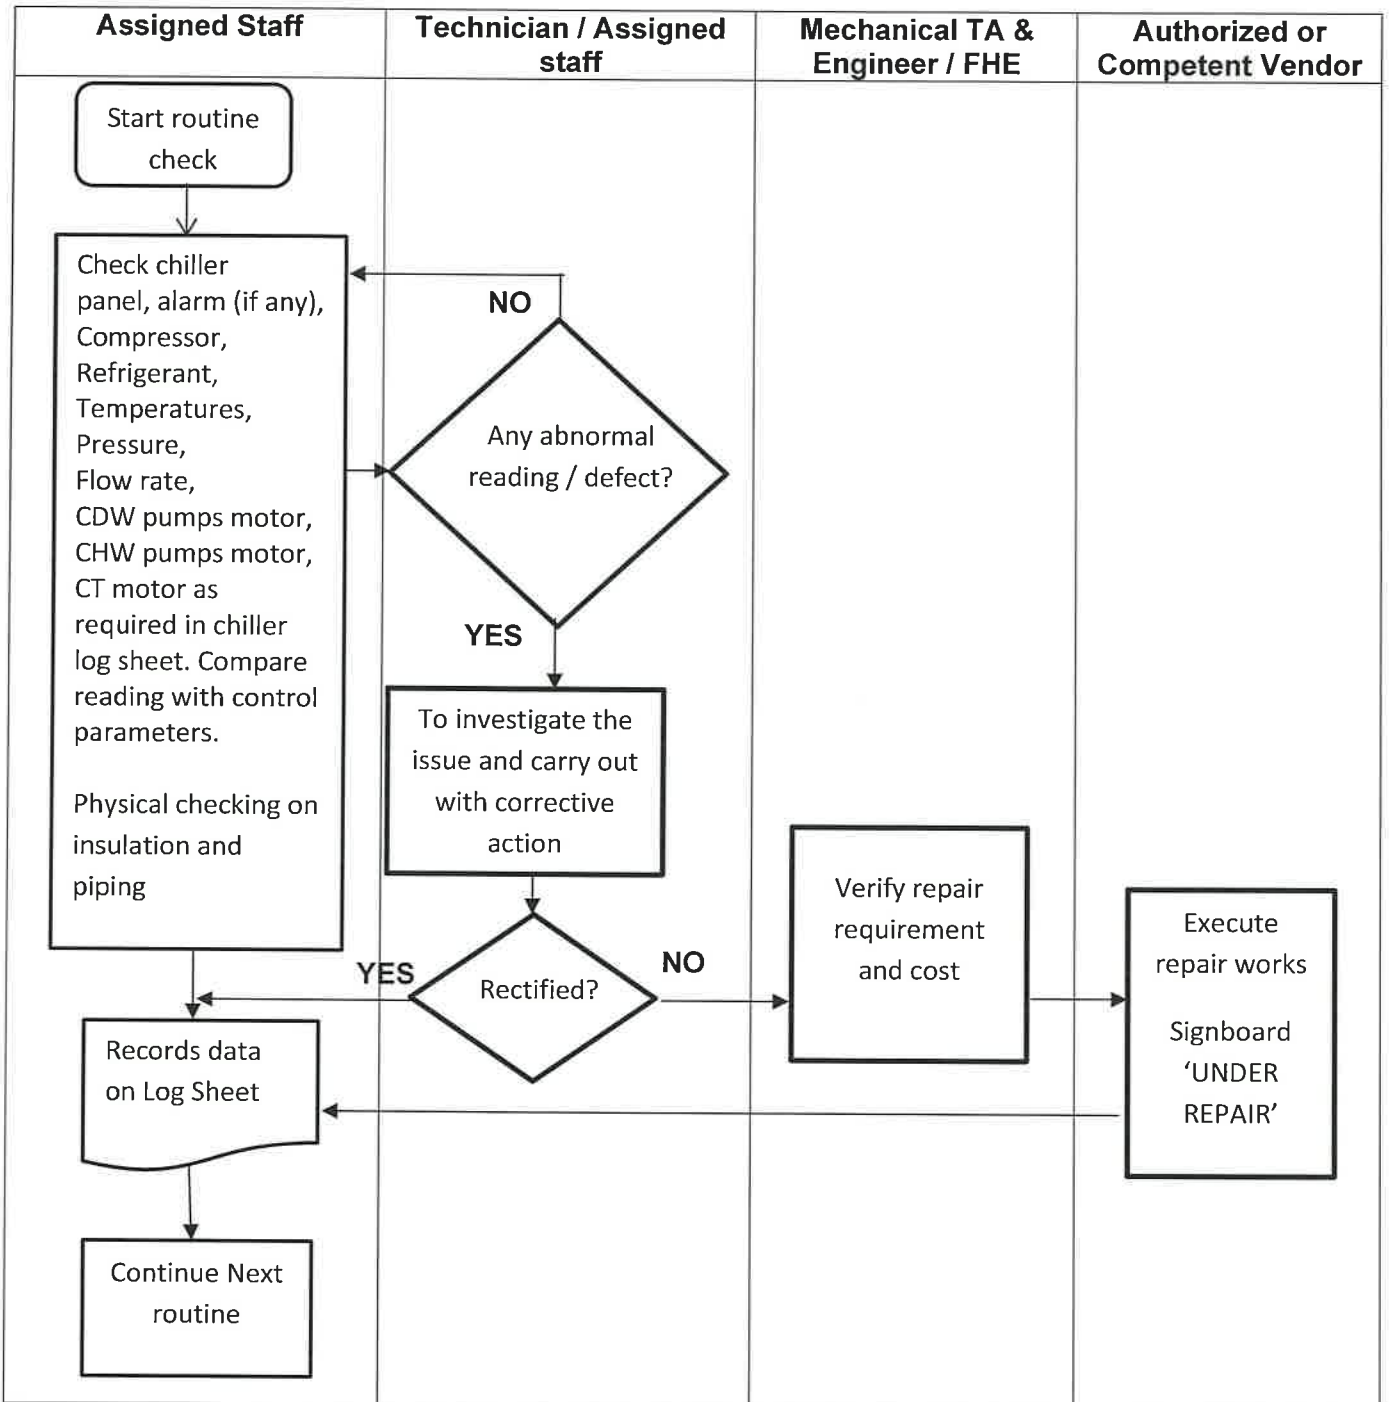 Assigned Staff
Technician / Assigned
staff
Mechanical TA &
Engineer / FHE
Authorized or
Competent Vendor
Start routine
check
Check chiller
panel, alarm (if any),
Compressor,
Refrigerant,
Temperatures,
Pressure,
Flow rate,
CDW pumps motor,
CHW pumps motor,
CT motor as
required in chiller
log sheet. Compare
reading with control
parameters.
Physical checking on
insulation and
piping
NO
Any abnormal
reading / defect?
YES
To investigate the
issue and carry out
with corrective
action
YES
Rectified?
NO
Verify repair
requirement
and cost
Execute
repair works
Signboard
‘UNDER
REPAIR’
Records data
on Log Sheet
Continue Next
routine